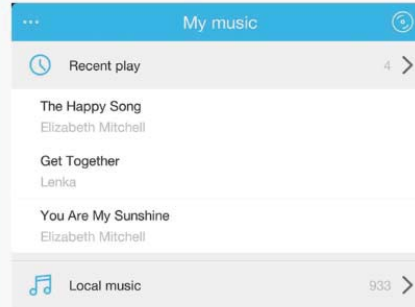 ... My music
Recent play 4
The Happy Song
Elizabeth Mitchell
Get Together
Lenka
You Are My Sunshine
Elizabeth Mitchell
Local music 933